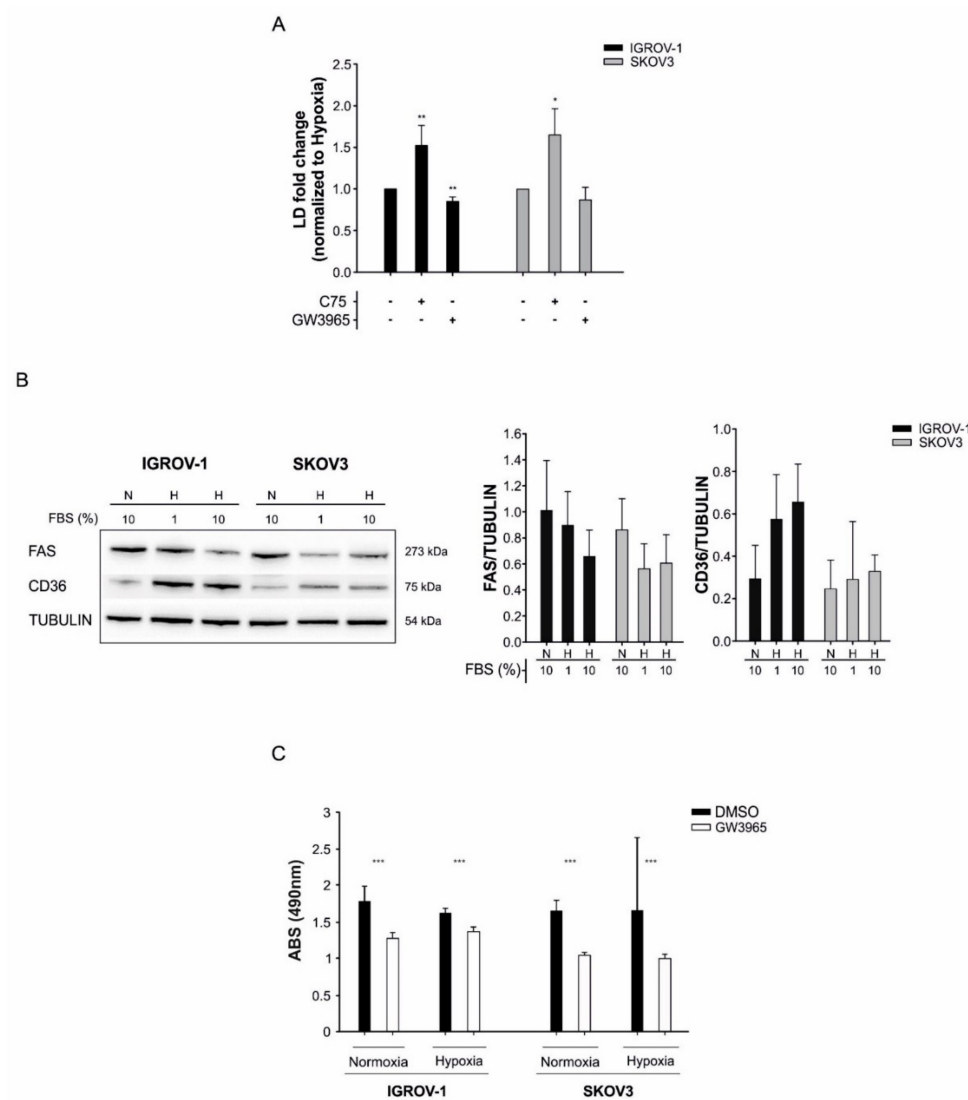 A
IGROV-1
SKOV3
LD fold change
(normalized to Hypoxia)
2.5
2.0
1.5
1.0
0.5
0.0
** ** *
C75 - + - - + -
GW3965 - - + - - +
B
IGROV-1 SKOV3
N H H N H H
FBS (%) 10 1 10 10 1 10
FAS 273 kDa
CD36 75 kDa
TUBULIN 54 kDa
FAS/TUBULIN
1.6
1.4
1.2
1.0
0.8
0.6
0.4
0.2
0.0
N H H N H H
FBS (%) 10 1 10 10 1 10
CD36/TUBULIN
1.0
0.8
0.6
0.4
0.2
0.0
N H H N H H
10 1 10 10 1 10
IGROV-1
SKOV3
C
DMSO
GW3965
ABS (490nm)
3
2.5
2
1.5
1
0.5
0
*** *** *** ***
Normoxia Hypoxia Normoxia Hypoxia
IGROV-1 SKOV3